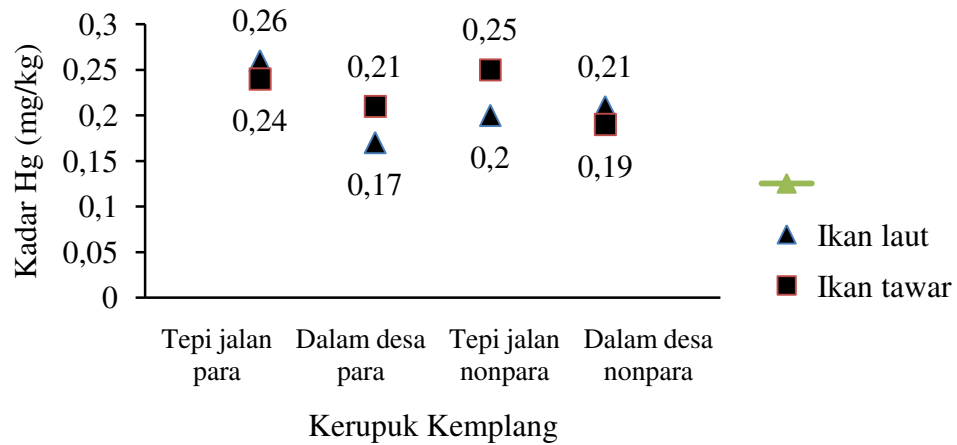 Kadar Hg (mg/kg)
0,3
0,25
0,2
0,15
0,1
0,05
0
0,26
0,24
0,21
0,17
0,25
0,2
0,21
0,19
Tepi jalan
para
Dalam desa
para
Tepi jalan
nonpara
Dalam desa
nonpara
Kerupuk Kemplang
Ikan laut
Ikan tawar